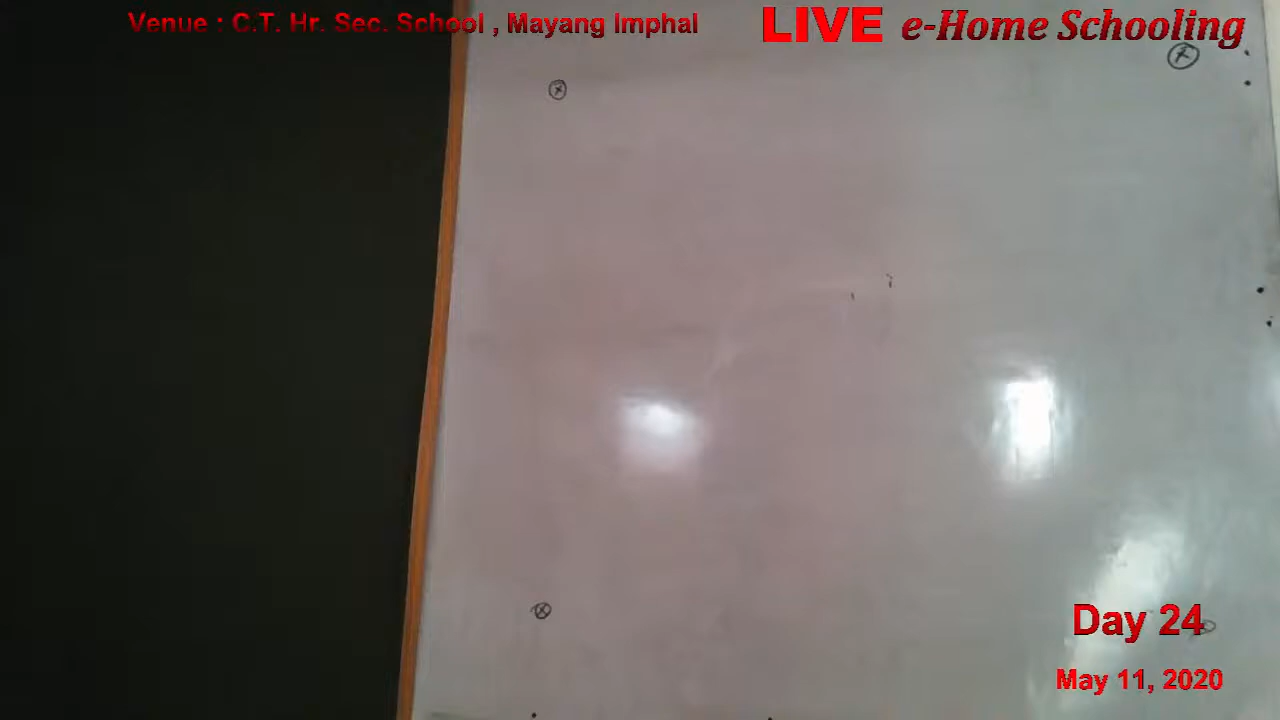 Venue : C.T. Hr. Sec. School , Mayang Imphal
LIVE e-Home Schooling
Day 24
May 11, 2020